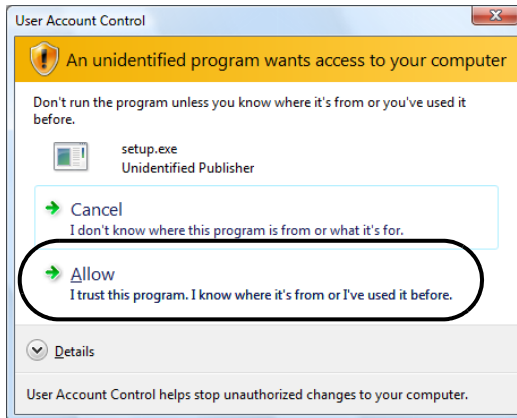 User Account Control
An unidentified program wants access to your computer
Don't run the program unless you know where it's from or you've used it
before.
setup.exe
Unidentified Publisher
Cancel
I don't know where this program is from or what it's for.
Allow
I trust this program. I know where it's from or I've used it before.
Details
User Account Control helps stop unauthorized changes to your computer.